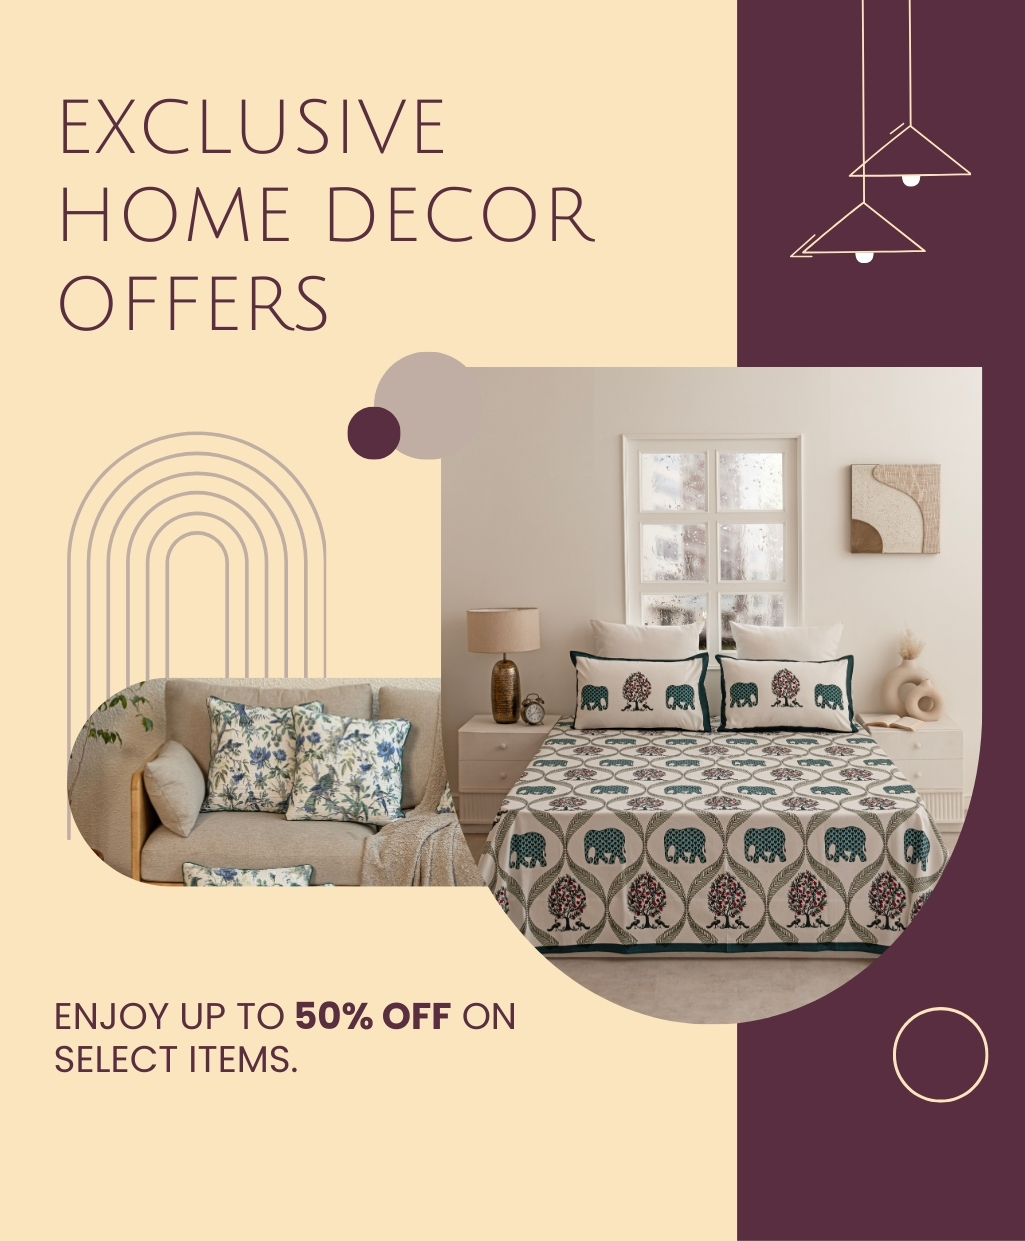 EXCLUSIVE
HOME DECOR
OFFERS
ENJOY UP TO 50% OFF ON
SELECT ITEMS.